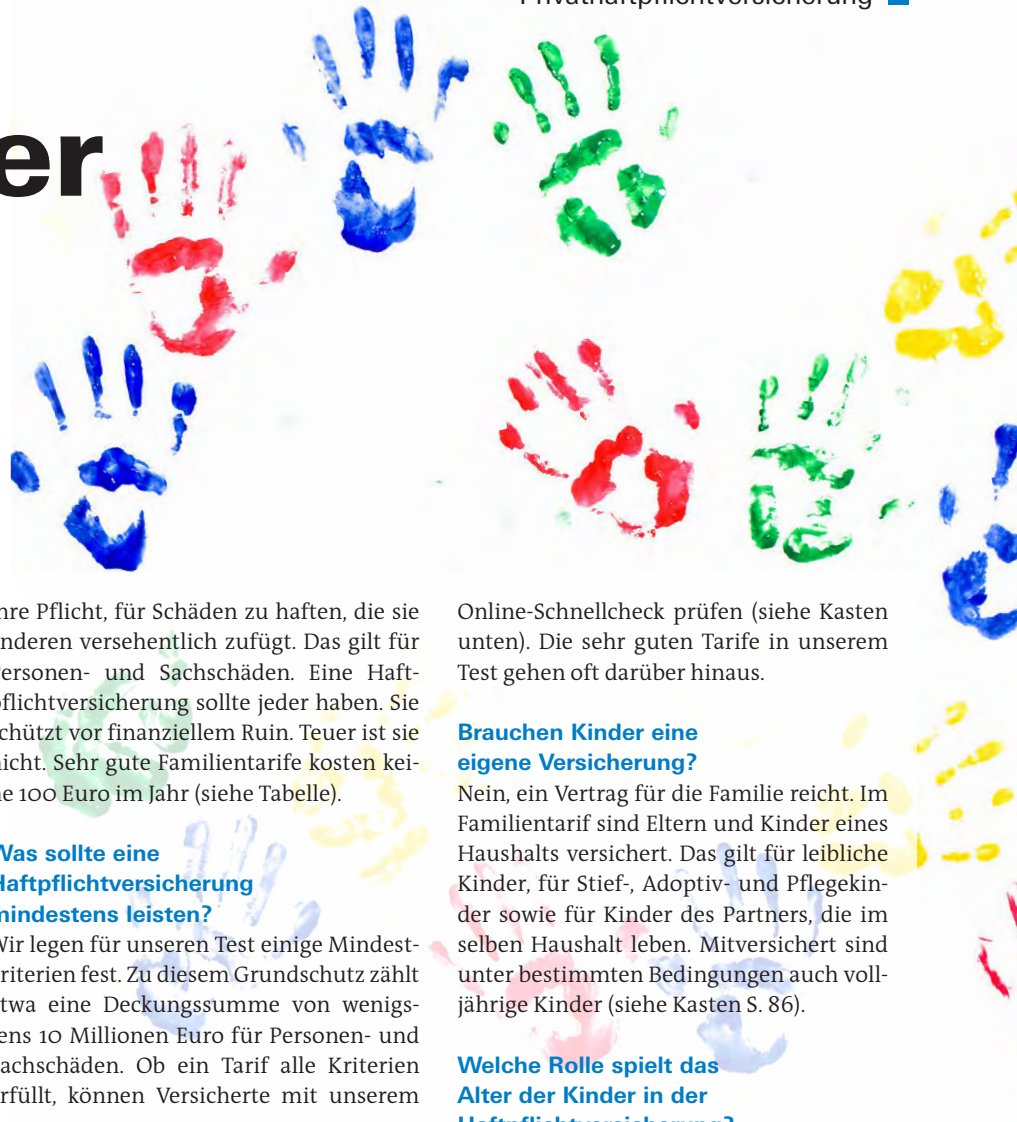 Privathaftpflichtversicherung
er
hre Pflicht, für Schäden zu haften, die sie
nderen versehentlich zufügt. Das gilt für
ersonen- und Sachschäden. Eine Haft-
pflichtversicherung sollte jeder haben. Sie
chützt vor finanziellem Ruin. Teuer ist sie
nicht. Sehr gute Familientarife kosten kei-
ne 100 Euro im Jahr (siehe Tabelle).
Was sollte eine
Haftpflichtversicherung
mindestens leisten?
Wir legen für unseren Test einige Mindest-
riterien fest. Zu diesem Grundschutz zählt
twa eine Deckungssumme von wenigs-
ens 10 Millionen Euro für Personen- und
achschäden. Ob ein Tarif alle Kriterien
rfüllt, können Versicherte mit unserem
Online-Schnellcheck prüfen (siehe Kasten
unten). Die sehr guten Tarife in unserem
Test gehen oft darüber hinaus.
Brauchen Kinder eine
eigene Versicherung?
Nein, ein Vertrag für die Familie reicht. Im
Familientarif sind Eltern und Kinder eines
Haushalts versichert. Das gilt für leibliche
Kinder, für Stief-, Adoptiv- und Pflegekin-
der sowie für Kinder des Partners, die im
selben Haushalt leben. Mitversichert sind
unter bestimmten Bedingungen auch voll-
jährige Kinder (siehe Kasten S. 86).
Welche Rolle spielt das
Alter der Kinder in der
Haftpflichtversicherung?